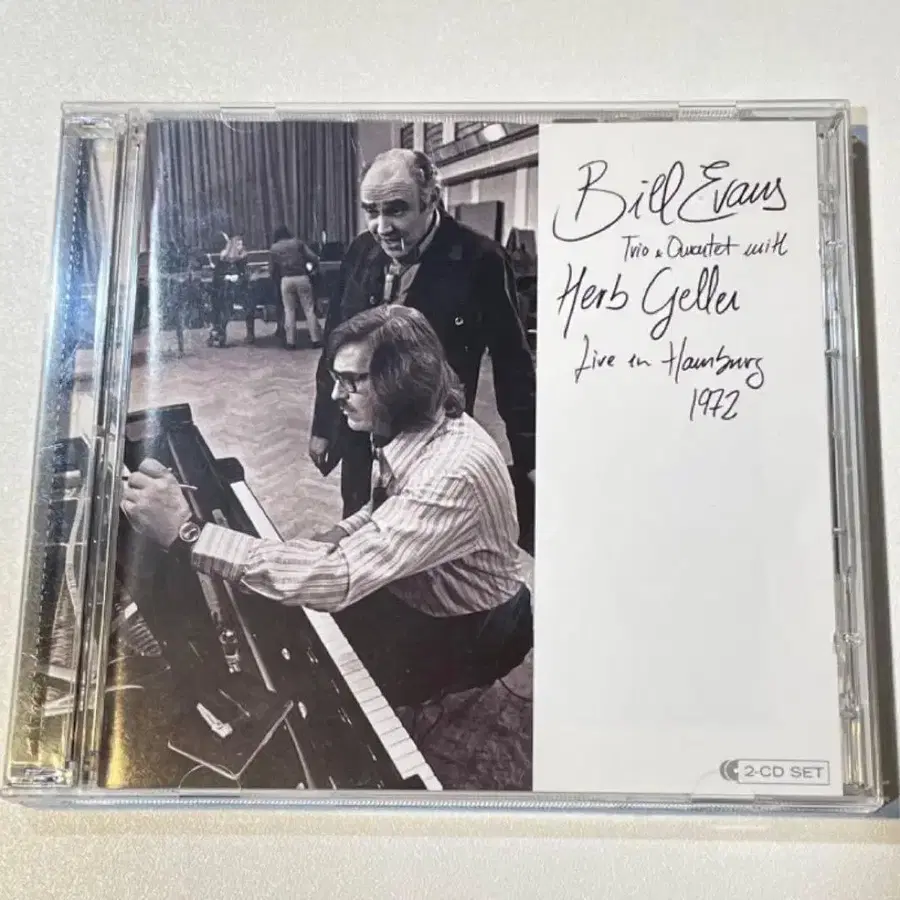 Bill Evans
Trio & Quartet with
Herb Geller
Live in Hamburg
1972
2-CD SET